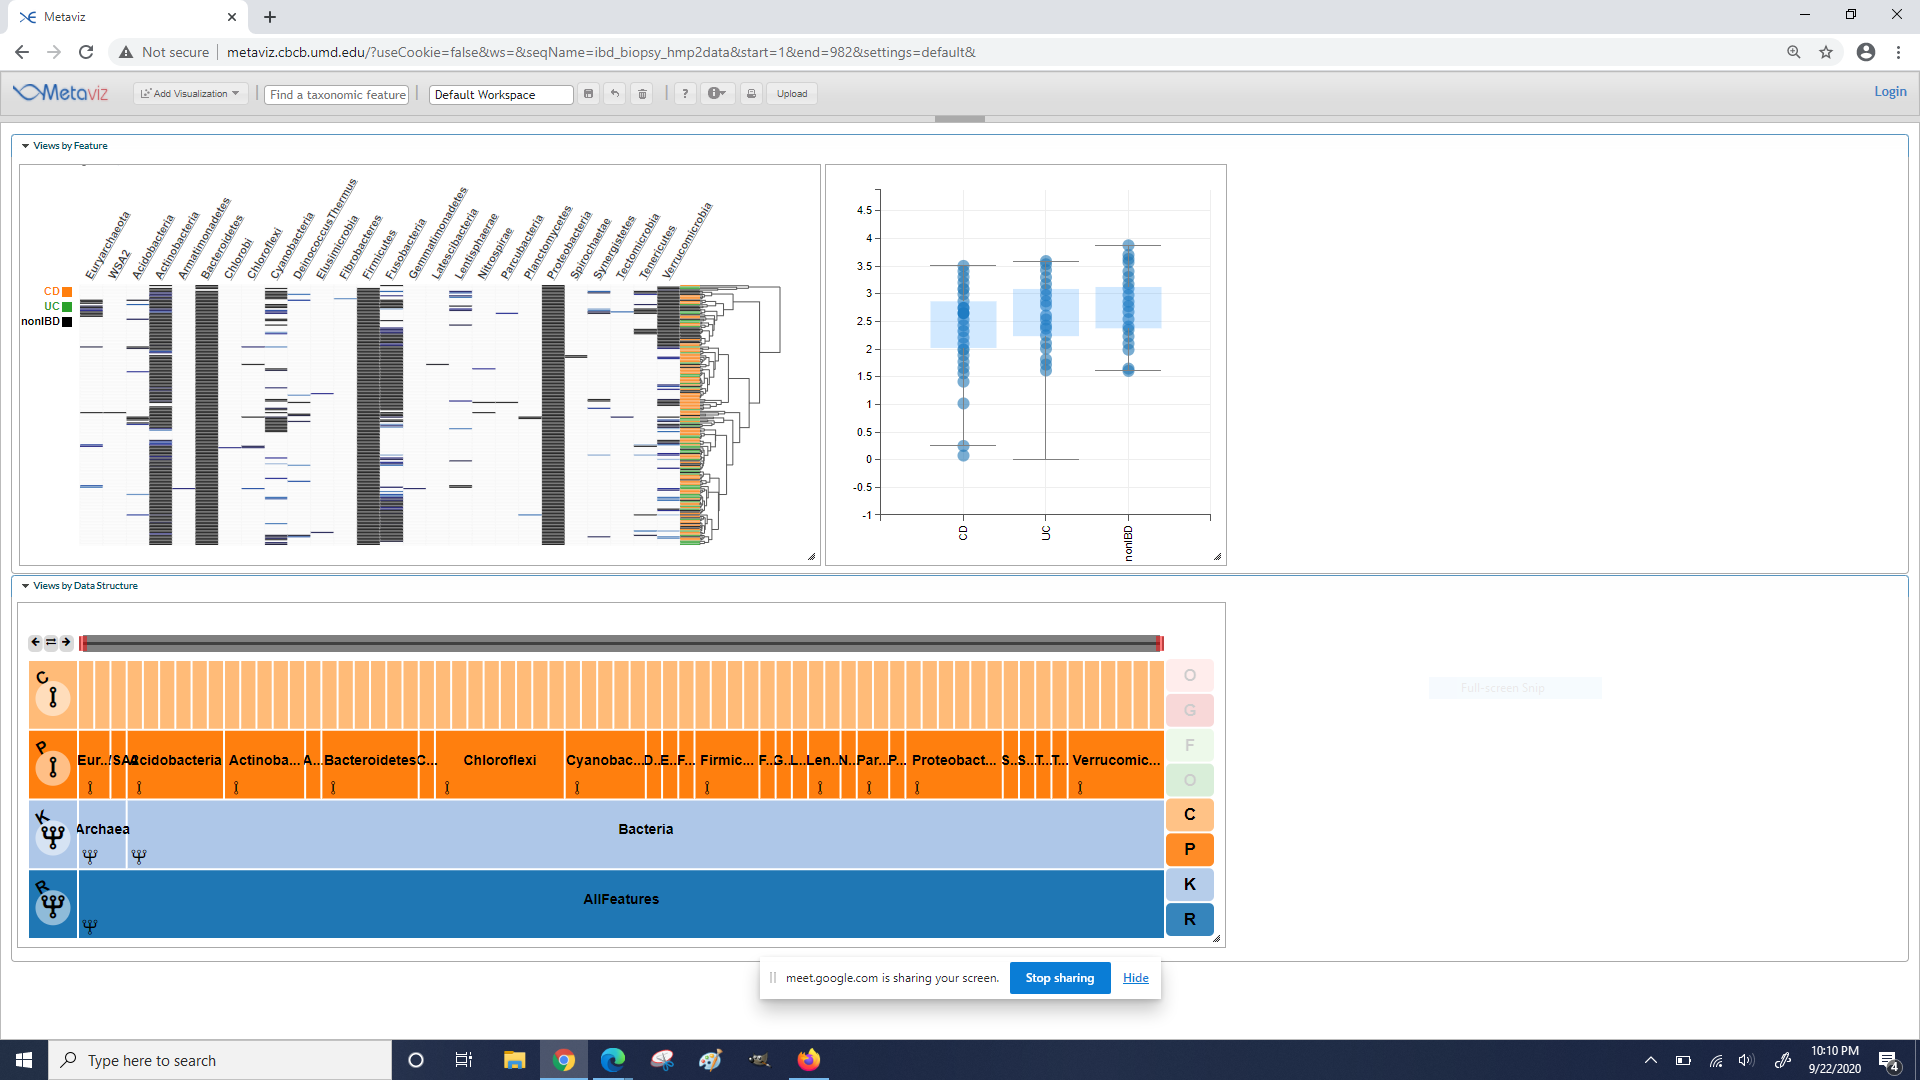 Metaviz
Not secure
metaviz.cbcb.umd.edu/?useCookie=false&ws=&seqName=ibd_biopsy_hmp2data&start=1&end=982&settings=default&
Metaviz
Add Visualization
Find a taxonomic feature
Default Workspace
?
Upload
Login
Views by Feature
Euryarchaeota
WSA2
Acidobacteria
Actinobacteria
Armatimonadetes
Bacteroidetes
Chlorobi
Chloroflexi
Cyanobacteria
DeinococcusThermus
Elusimicrobia
Fibrobacteres
Firmicutes
Fusobacteria
Gemmatimonadetes
Latescibacteria
Lentisphaerae
Nitrospirae
Parcubacteria
Planctomycetes
Proteobacteria
Spirochaetae
Synergistetes
Tectomicrobia
Tenericutes
Verrucomicrobia
CD
UC
nonIBD
4.5
4
3.5
3
2.5
2
1.5
1
0.5
0
-0.5
-1
CD
UC
nonIBD
Views by Data Structure
C
O
G
P
Eur...
Acidobacteria
Actinoba...
A...
Bacteroidetes
C...
Chloroflexi
Cyanobac...
D...
E...
F...
Firmic...
F...
G...
L...
Len...
N...
Par...
P...
Proteobact...
S...
S...
T...
T...
Verrucomic...
F
O
K
Archaea
Bacteria
C
P
R
AllFeatures
K
R
Full-screen Snip
meet.google.com is sharing your screen.
Stop sharing
Hide
Type here to search
10:10 PM
9/22/2020
4